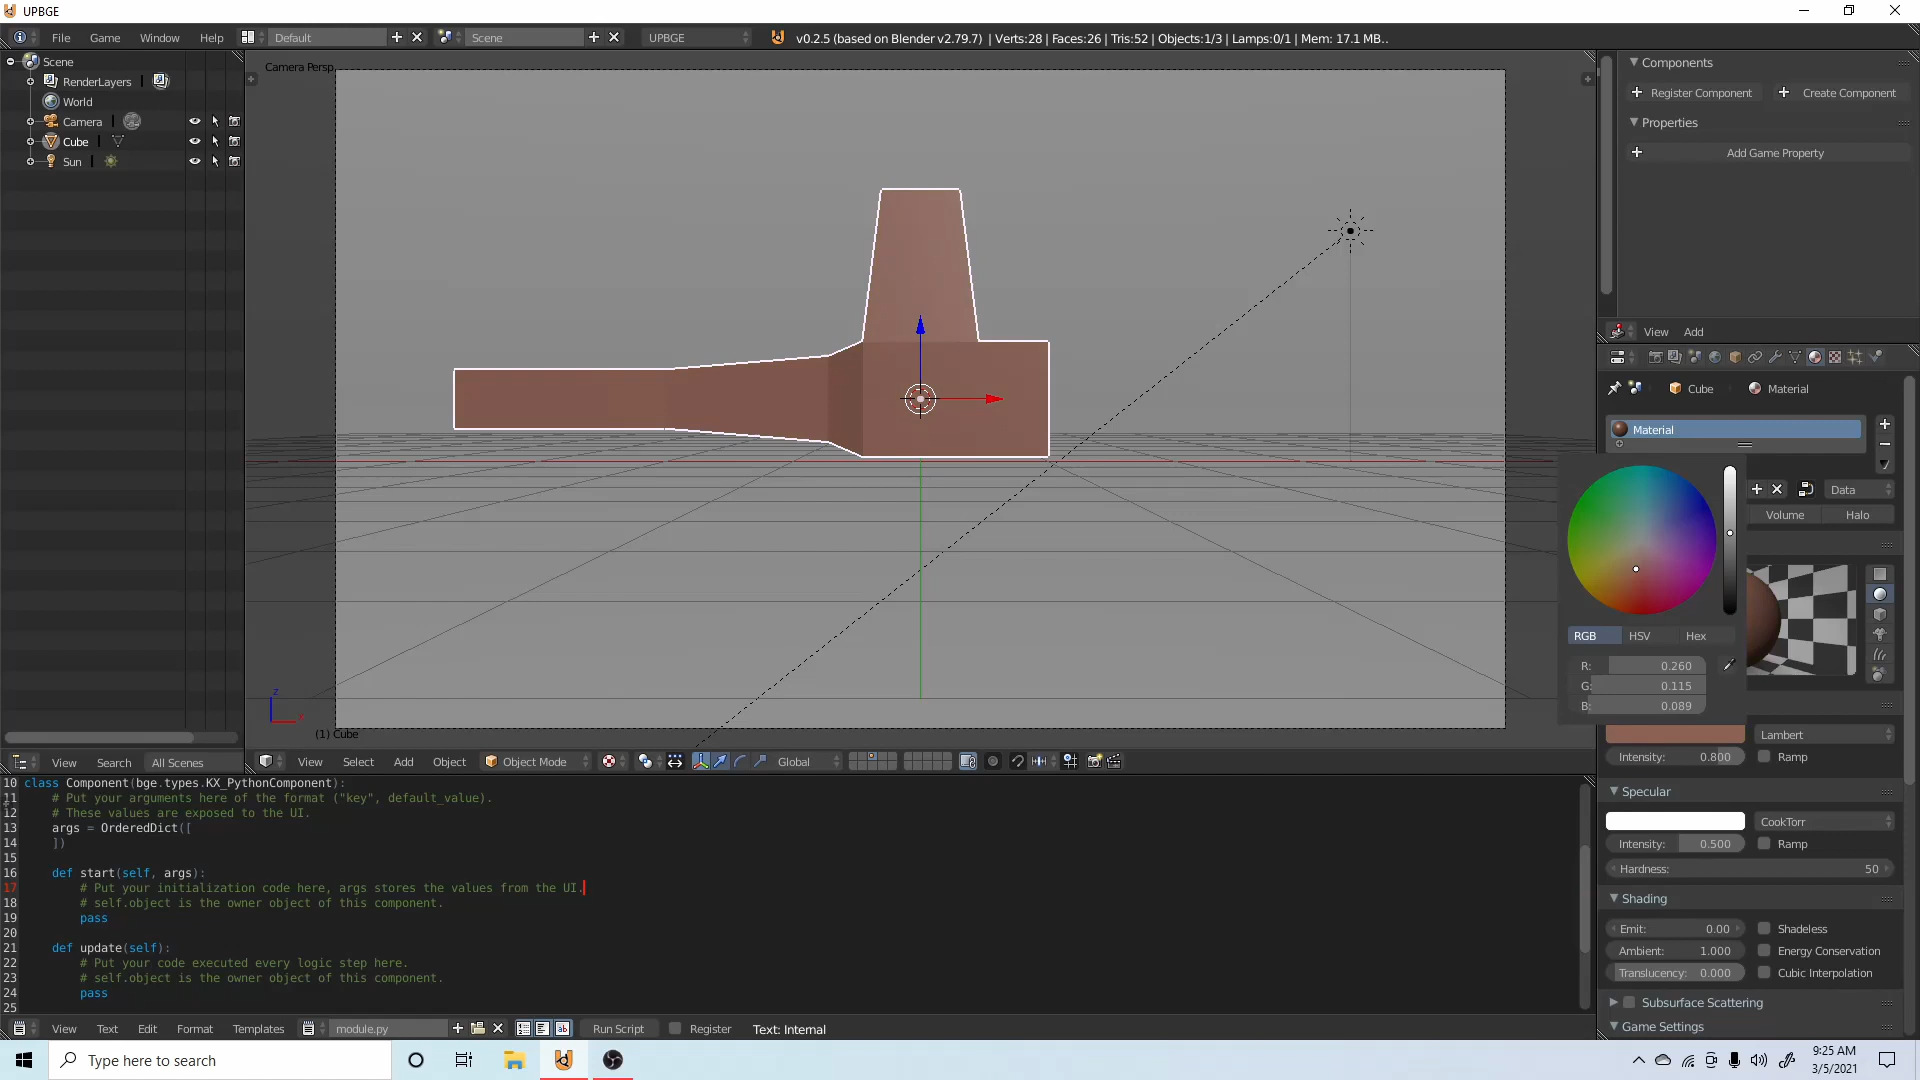 UPBGE
File Game Window Help Default Scene UPBGE v0.2.5 (based on Blender v2.79.7) | Verts:28 | Faces:26 | Tris:52 | Objects:1/3 | Lamps:0/1 | Mem: 17.1 MB..
Scene
RenderLayers
World
Camera
Cube
Sun
View Search All Scenes
Camera Persp
z
x
(1) Cube
View Select Add Object Object Mode Global
Components
Register Component Create Component
Properties
Add Game Property
View Add
Cube Material
Material
Data
Volume Halo
RGB HSV Hex
R: 0.260
G: 0.115
B: 0.089
Lambert
Intensity: 0.800 Ramp
Specular
CookTorr
Intensity: 0.500 Ramp
Hardness: 50
Shading
Emit: 0.00 Shadeless
Ambient: 1.000 Energy Conservation
Translucency: 0.000 Cubic Interpolation
Subsurface Scattering
Game Settings
10 class Component(bge.types.KX_PythonComponent):
11 # Put your arguments here of the format ("key", default_value).
12 # These values are exposed to the UI.
13 args = OrderedDict([
14 ])
15
16 def start(self, args):
17 # Put your initialization code here, args stores the values from the UI.
18 # self.object is the owner object of this component.
19 pass
20
21 def update(self):
22 # Put your code executed every logic step here.
23 # self.object is the owner object of this component.
24 pass
25
View Text Edit Format Templates module.py ab Run Script Register Text: Internal
Type here to search
9:25 AM
3/5/2021